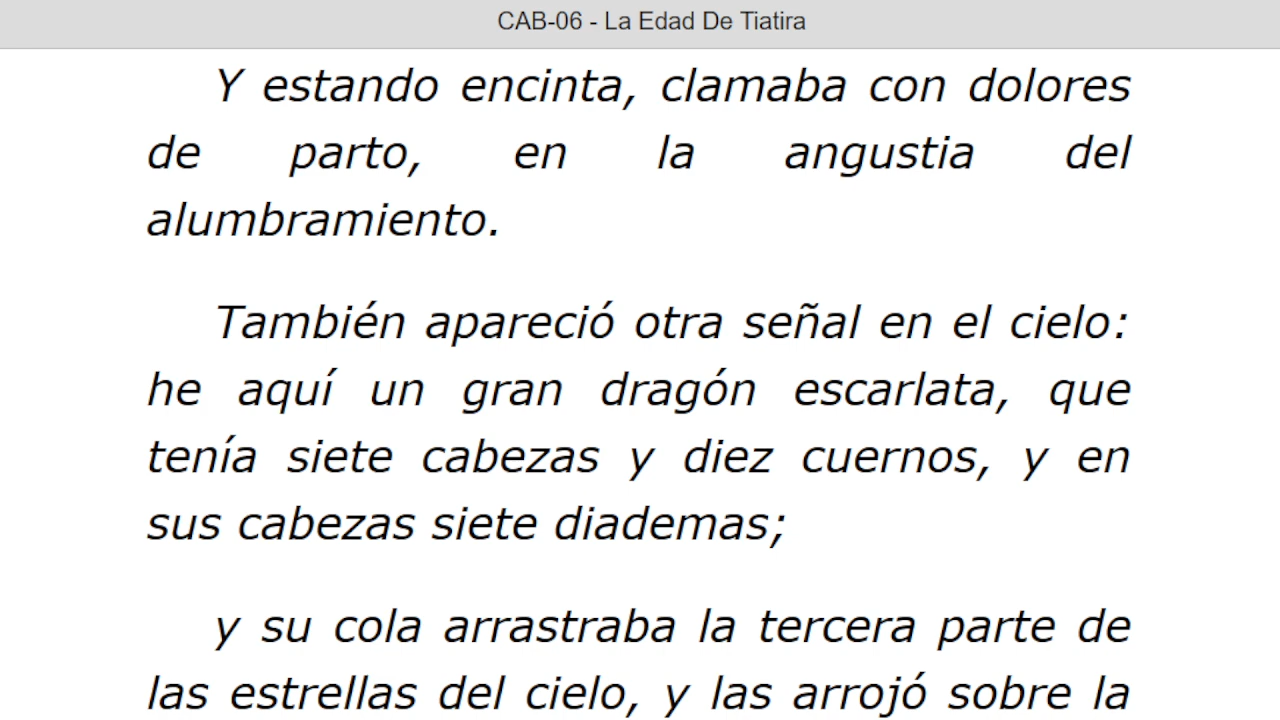 CAB-06 - La Edad De Tiatira
Y estando encinta, clamaba con dolores
de parto, en la angustia del
alumbramiento.
También apareció otra señal en el cielo:
he aquí un gran dragón escarlata, que
tenía siete cabezas y diez cuernos, y en
sus cabezas siete diademas;
y su cola arrastraba la tercera parte de
las estrellas del cielo, y las arrojó sobre la